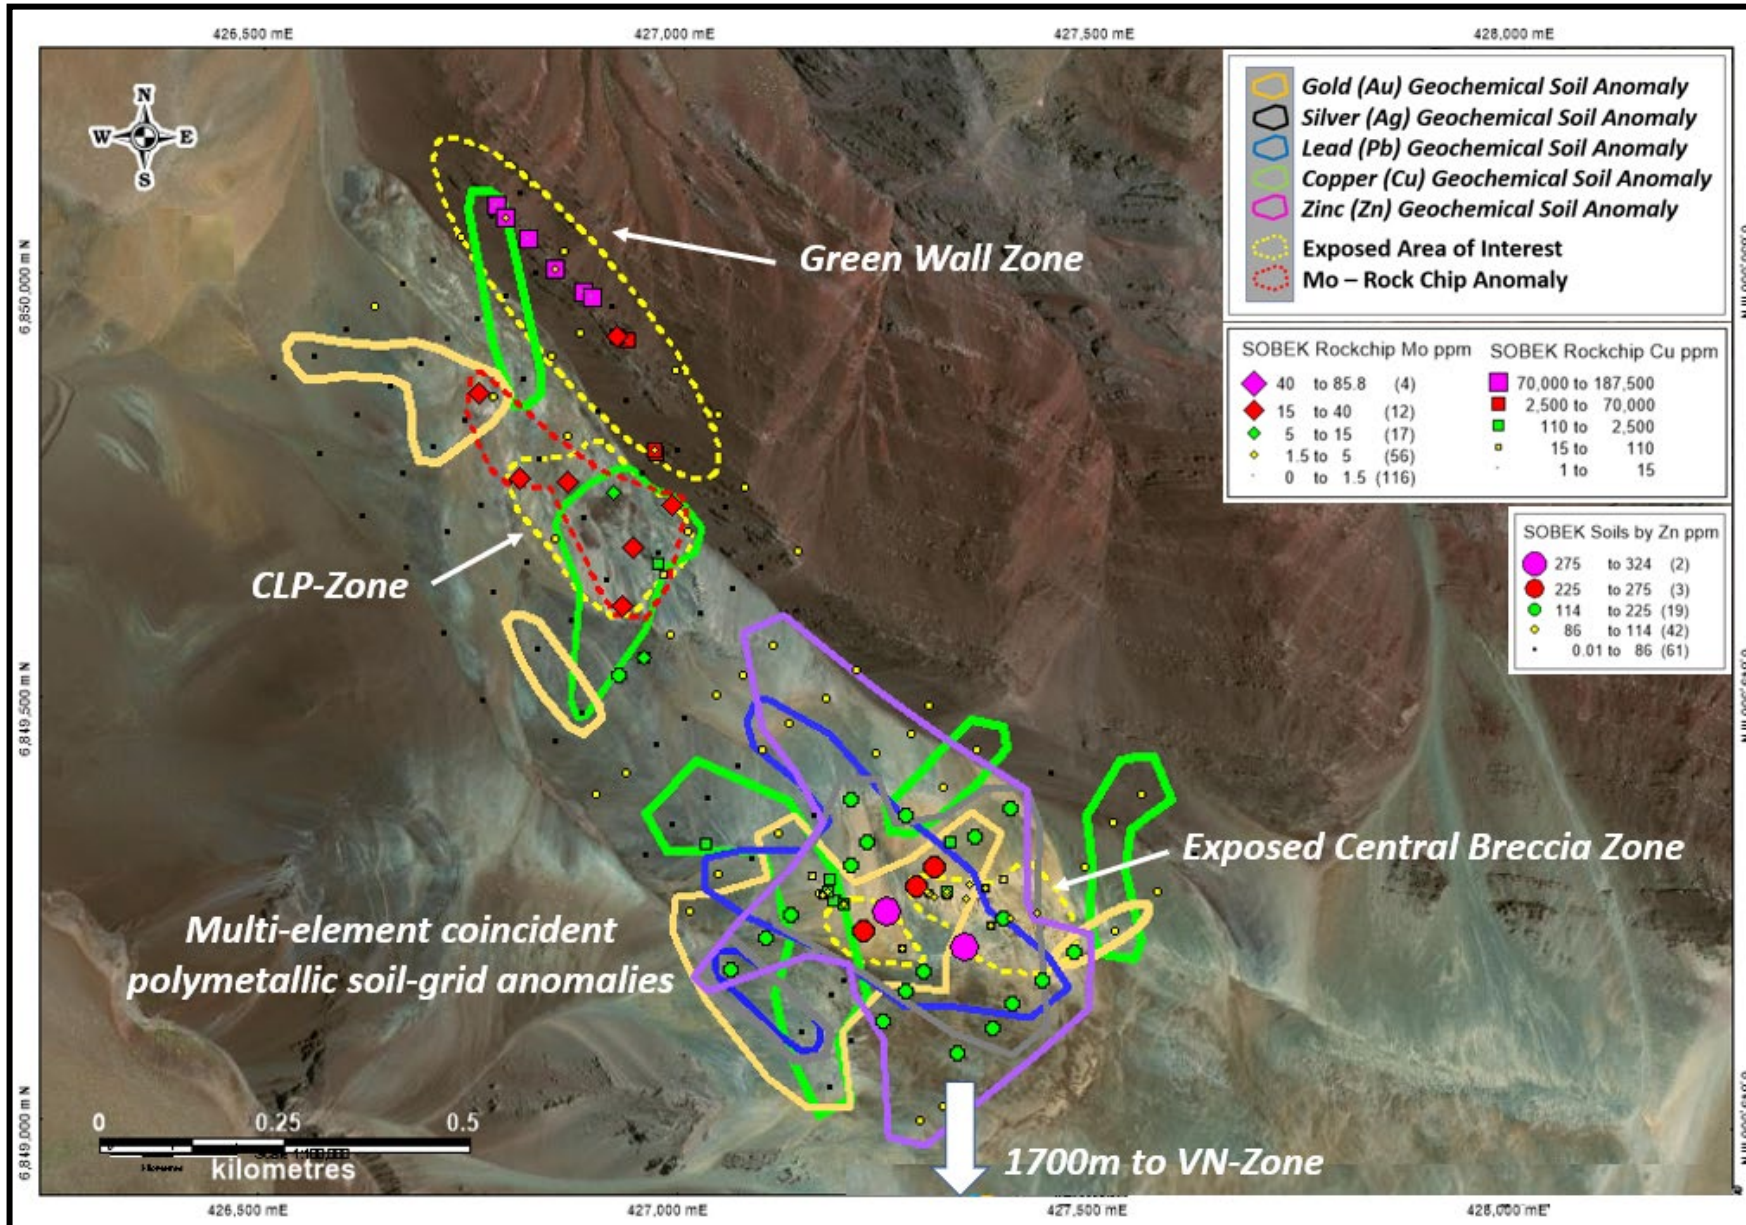 426,500 mE
427,000 mE
427,500 mE
428,000 mE
N
W E
S
Gold (Au) Geochemical Soil Anomaly
Silver (Ag) Geochemical Soil Anomaly
Lead (Pb) Geochemical Soil Anomaly
Copper (Cu) Geochemical Soil Anomaly
Zinc (Zn) Geochemical Soil Anomaly
Exposed Area of Interest
Mo – Rock Chip Anomaly
SOBEK Rockchip Mo ppm
40 to 85.8 (4)
15 to 40 (12)
5 to 15 (17)
1.5 to 5 (56)
0 to 1.5 (116)
SOBEK Rockchip Cu ppm
70,000 to 187,500
2,500 to 70,000
110 to 2,500
15 to 110
1 to 15
SOBEK Soils by Zn ppm
275 to 324 (2)
225 to 275 (3)
114 to 225 (19)
86 to 114 (42)
0.01 to 86 (61)
6,850,000 m N
Green Wall Zone
CLP-Zone
6,849,500 m N
Exposed Central Breccia Zone
Multi-element coincident
polymetallic soil-grid anomalies
6,849,000 m N
0 0.25 0.5
kilometres
1700m to VN-Zone
426,500 mE
427,000 mE
427,500 mE
428,000 mE